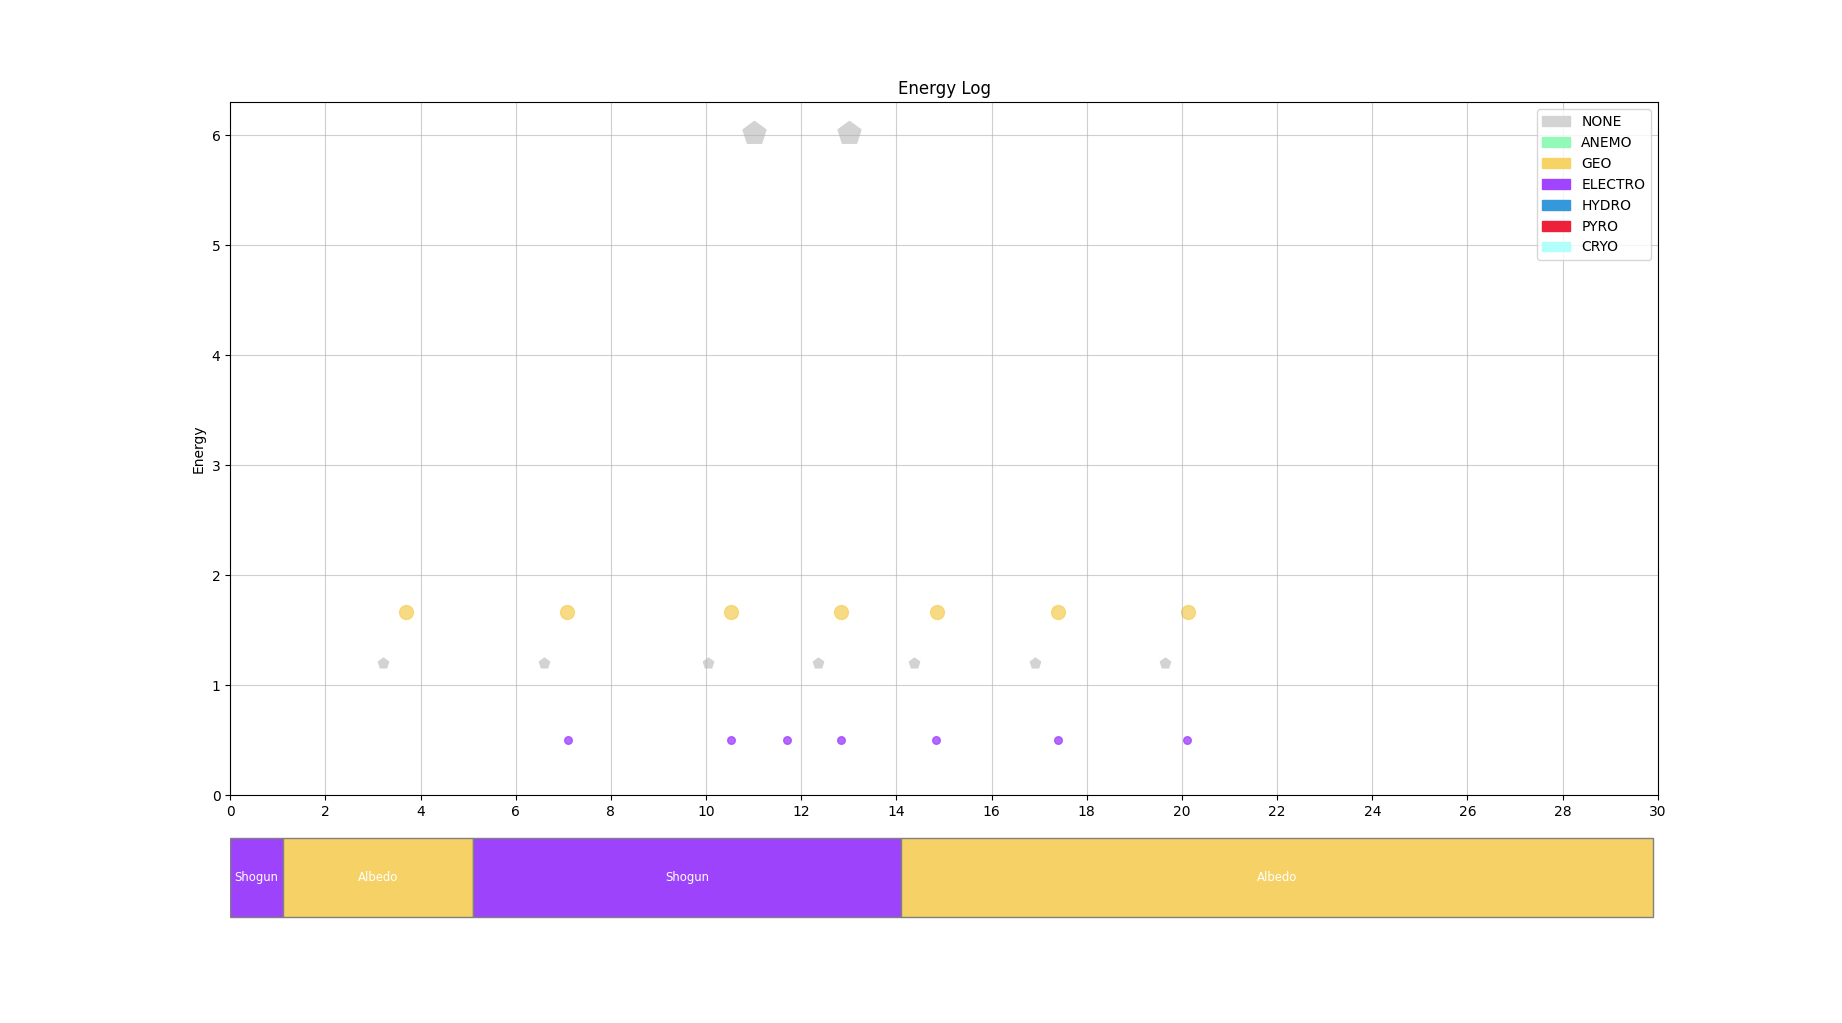 Energy Log
NONE
ANEMO
GEO
ELECTRO
HYDRO
PYRO
CRYO
Energy
6
5
4
3
2
1
0
0 2 4 6 8 10 12 14 16 18 20 22 24 26 28 30
Shogun Albedo Shogun Albedo